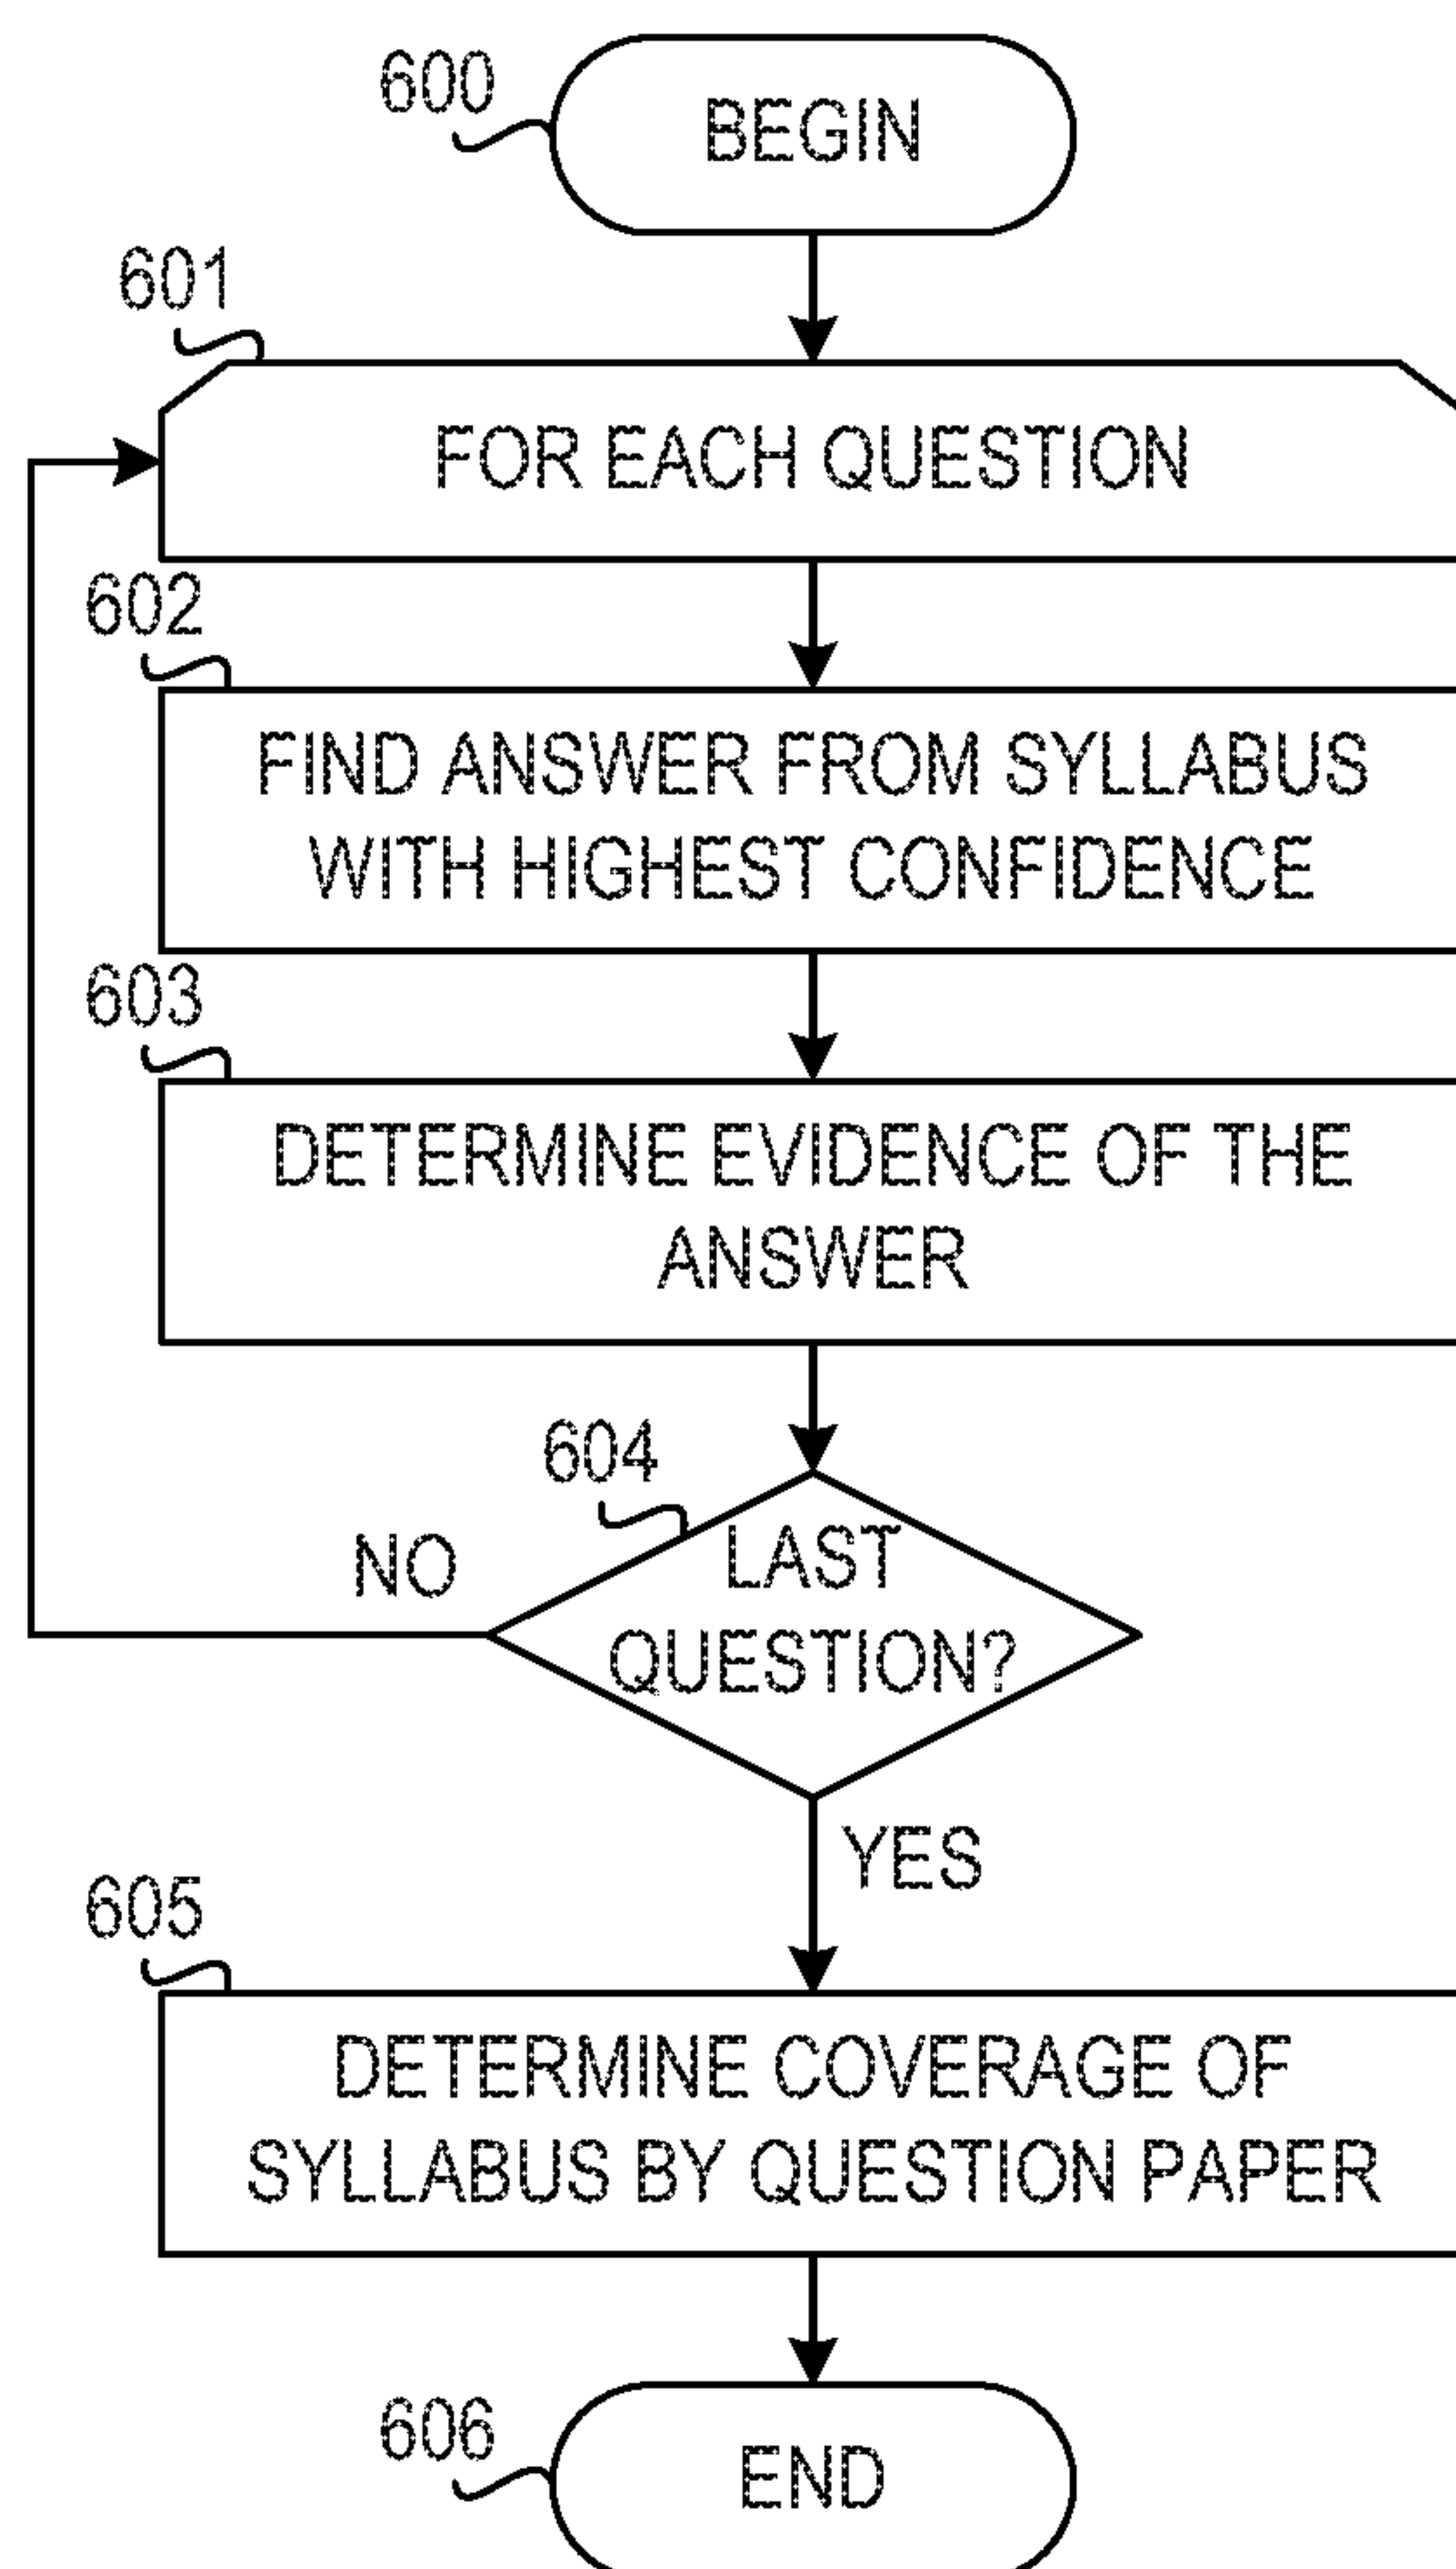 600
BEGIN
601
FOR EACH QUESTION
602
FIND ANSWER FROM SYLLABUS
WITH HIGHEST CONFIDENCE
603
DETERMINE EVIDENCE OF THE
ANSWER
604
LAST
QUESTION?
NO
YES
605
DETERMINE COVERAGE OF
SYLLABUS BY QUESTION PAPER
606
END